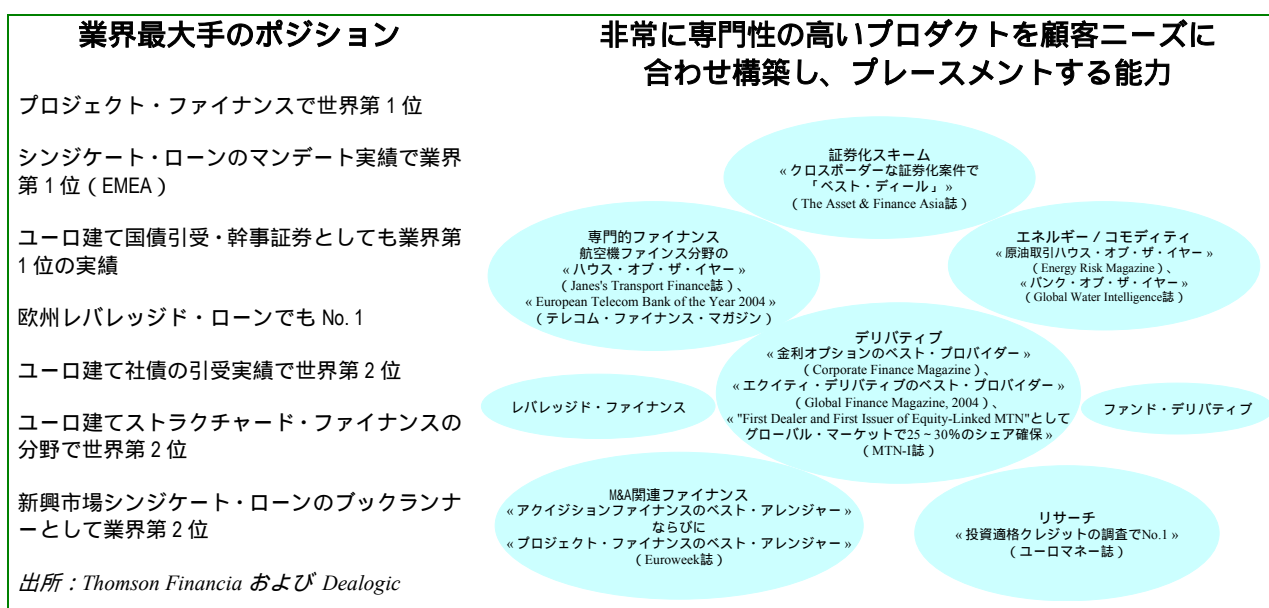 業界最大手のポジション
プロジェクト・ファイナンスで世界第1位
シンジケート・ローンのマンデート実績で業界
第1位（EMEA）
ユーロ建て国債引受・幹事証券としても業界第
1位の実績
欧州レバレッジド・ローンでも No.1
ユーロ建て社債の引受実績で世界第2位
ユーロ建てストラクチャード・ファイナンスの
分野で世界第2位
新興市場シンジケート・ローンのブックランナ
ーとして業界第2位
出所：Thomson Financia および Dealogic
非常に専門性の高いプロダクトを顧客ニーズに
合わせ構築し、プレースメントする能力
証券化スキーム
« クロスボーダーな証券化案件で
「ベスト・ディール」 »
（The Asset & Finance Asia誌）
専門的ファイナンス
航空機ファインス分野の
« ハウス・オブ・ザ・イヤー »
（Janes's Transport Finance誌）、
« European Telecom Bank of the Year 2004 »
（テレコム・ファイナンス・マガジン）
エネルギー / コモディティ
« 原油取引ハウス・オブ・ザ・イヤー »
（Energy Risk Magazine）、
« バンク・オブ・ザ・イヤー »
（Global Water Intelligence誌）
デリバティブ
« 金利オプションのベスト・プロバイダー »
（Corporate Finance Magazine）、
« エクイティ・デリバティブのベスト・プロバイダー »
（Global Finance Magazine, 2004）、
« "First Dealer and First Issuer of Equity-Linked MTN"として
グローバル・マーケットで25～30%のシェア確保 »
（MTN-I誌）
レバレッジド・ファイナンス
ファンド・デリバティブ
M&A関連ファイナンス
« アクイジションファイナンスのベスト・アレンジャー »
ならびに
« プロジェクト・ファイナンスのベスト・アレンジャー »
（Euroweek誌）
リサーチ
« 投資適格クレジットの調査でNo.1 »
（ユーロマネー誌）